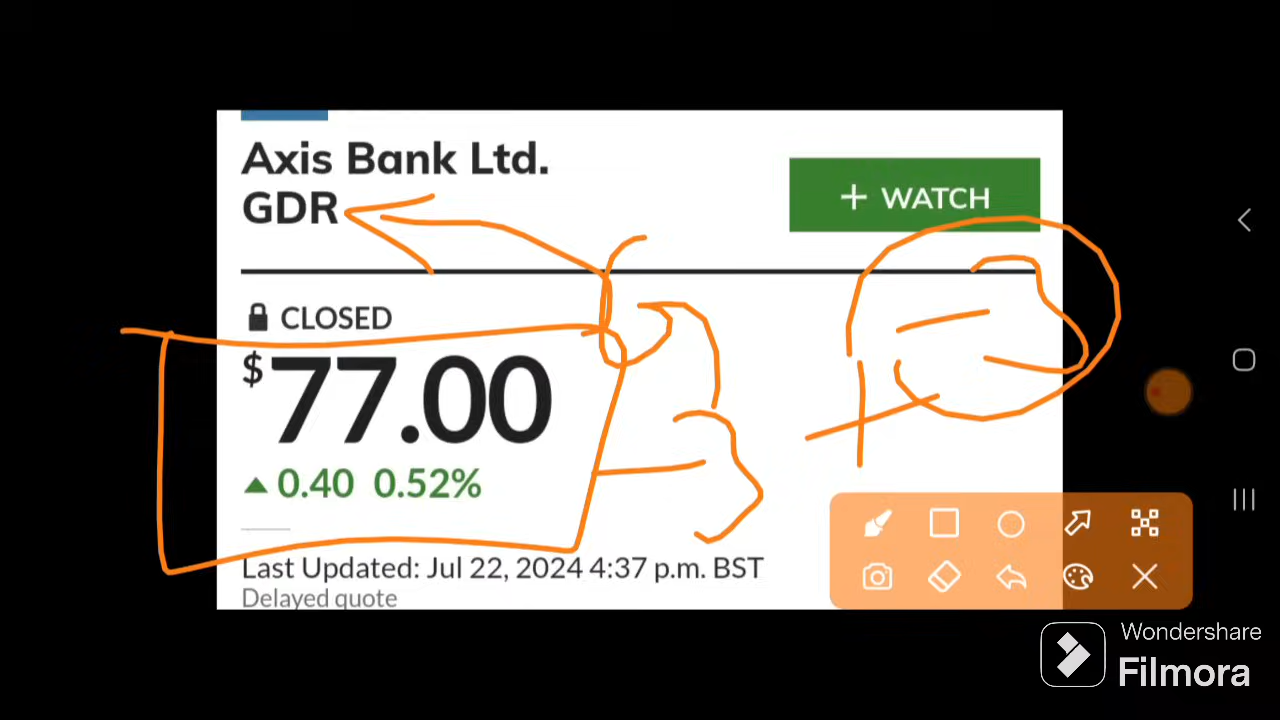 Axis Bank Ltd.
GDR
+ WATCH
CLOSED
$77.00
▲ 0.40 0.52%
Last Updated: Jul 22, 2024 4:37 p.m. BST
Delayed quote
Wondershare
Filmora